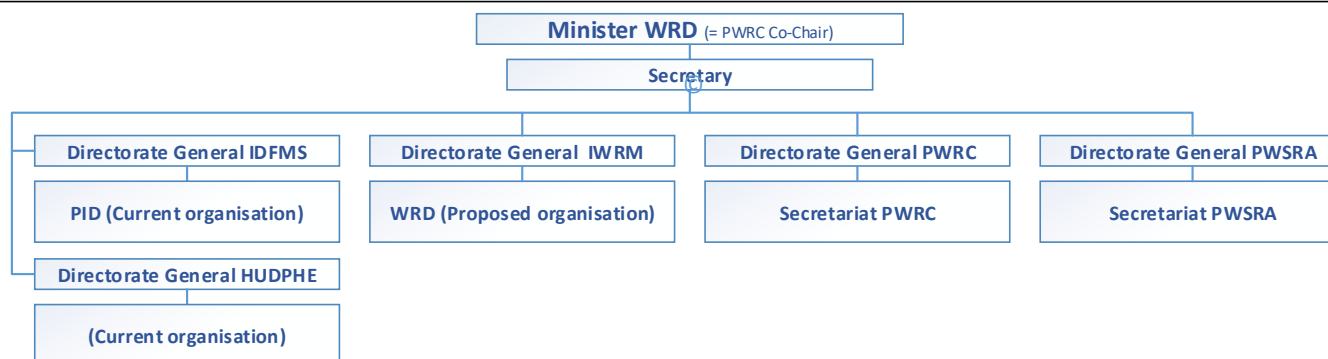 Minister WRD (= PWRC Co-Chair)
Secretary
©
Directorate General IDFMS
Directorate General IWRM
Directorate General PWRC
Directorate General PWSRA
PID (Current organisation)
WRD (Proposed organisation)
Secretariat PWRC
Secretariat PWSRA
Directorate General HUDPHE
(Current organisation)